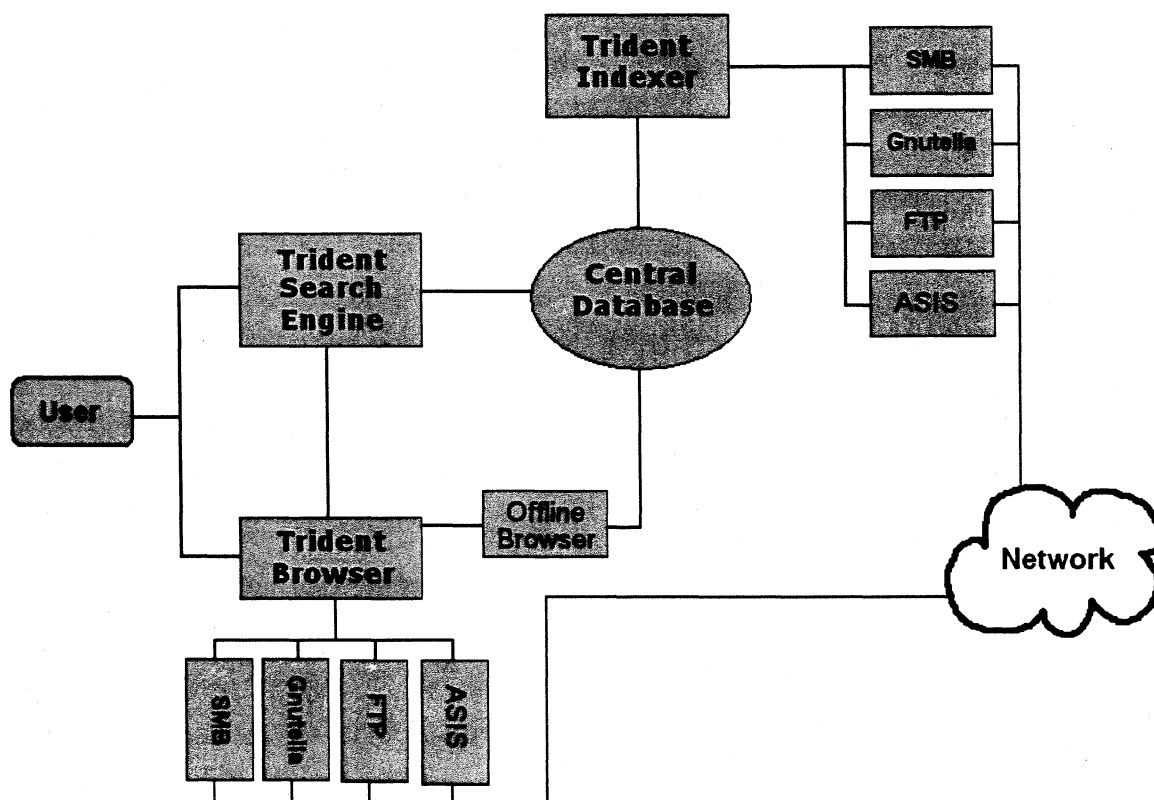 Trident
Indexer
SMB
Gnutella
FTP
ASIS
Trident
Search
Engine
Central
Database
User
Offline
Browser
Trident
Browser
Network
SMB
Gnutella
FTP
ASIS